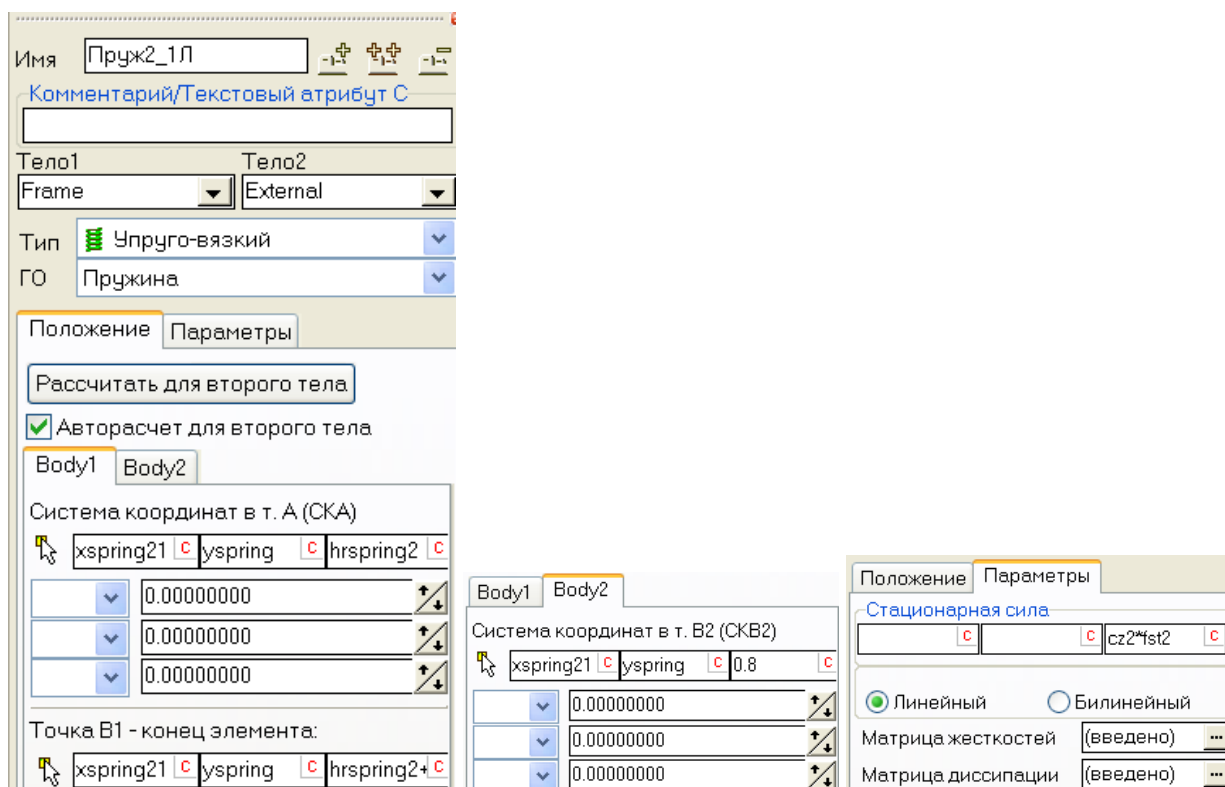 Имя Пруж2_1Л
Комментарий/Текстовый атрибут C
Тело1 Тело2
Frame External
Тип Упруго-вязкий
ГО Пружина
Положение Параметры
Рассчитать для второго тела
Авторасчет для второго тела
Body1 Body2
Система координат в т. A (СКА)
xspring21 C yspring C hrspring2 C
0.00000000
0.00000000
0.00000000
Точка B1 - конец элемента:
xspring21 C yspring C hrspring2+ C
Body1 Body2
Система координат в т. B2 (СКВ2)
xspring21 C yspring C 0.8 C
0.00000000
0.00000000
0.00000000
Положение Параметры
Стационарная сила
C C cz2*fst2 C
Линейный Билинейный
Матрица жесткостей (введено) ...
Матрица диссипации (введено) ...